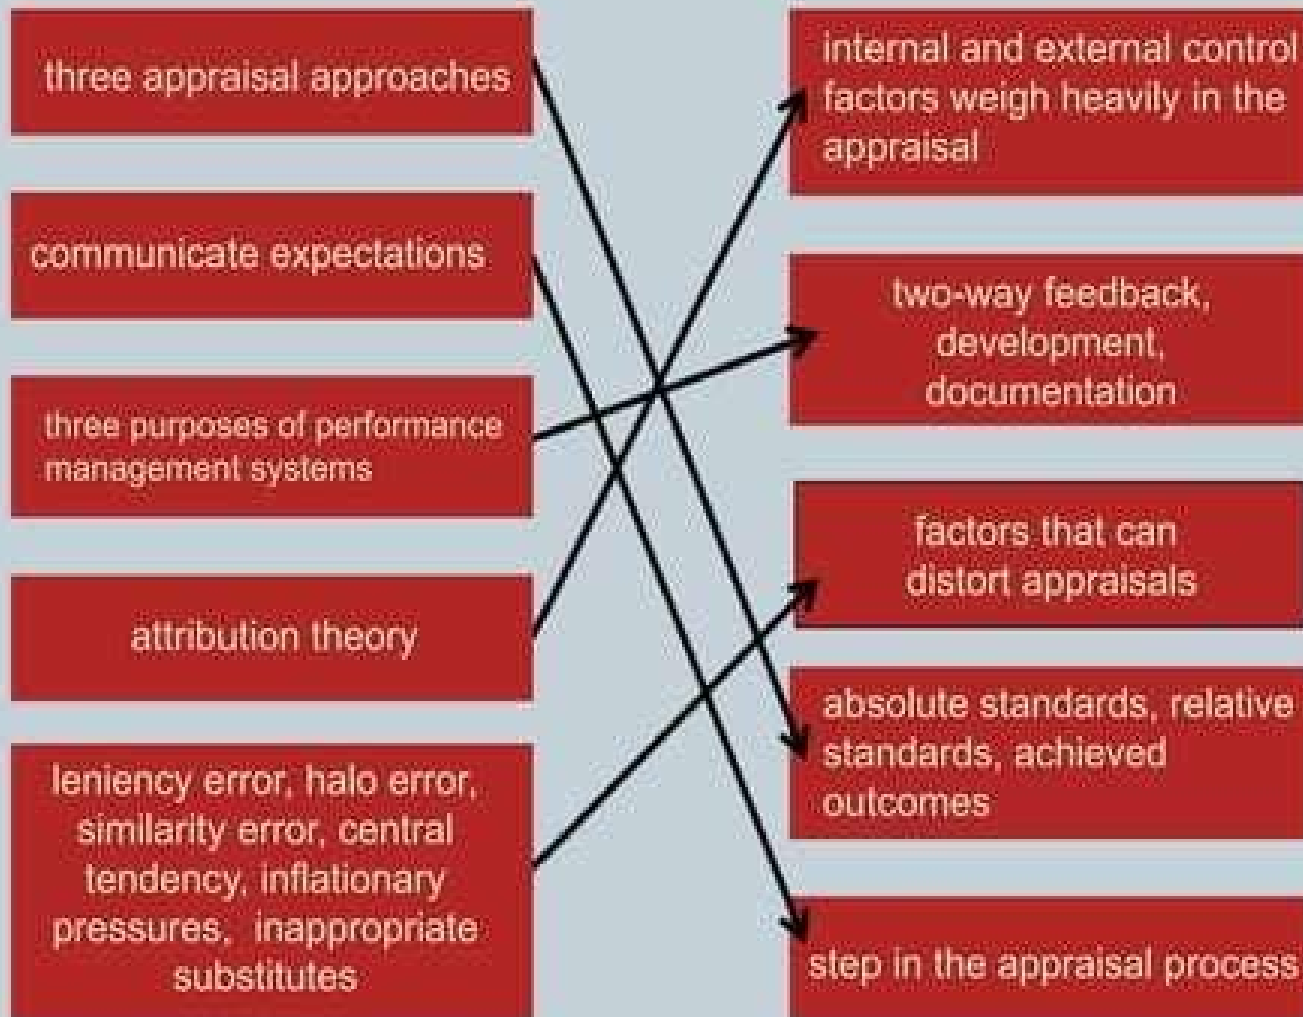 three appraisal approaches
communicate expectations
three purposes of performance
management systems
attribution theory
leniency error, halo error,
similarity error, central
tendency, inflationary
pressures, inappropriate
substitutes
internal and external control
factors weigh heavily in the
appraisal
two-way feedback,
development,
documentation
factors that can
distort appraisals
absolute standards, relative
standards, achieved
outcomes
step in the appraisal process